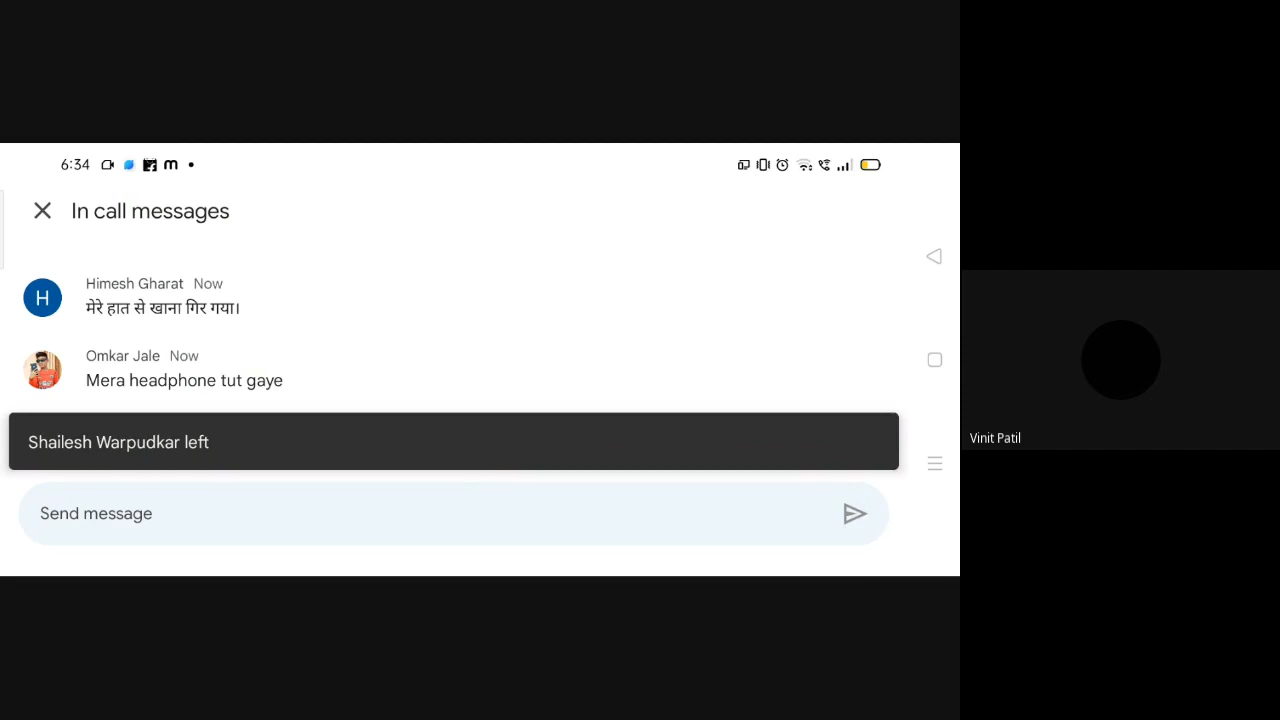 6:34
In call messages
Himesh Gharat Now
मेरे हात से खाना गिर गया।
Omkar Jale Now
Mera headphone tut gaye
Shailesh Warpudkar left
Send message
Vinit Patil